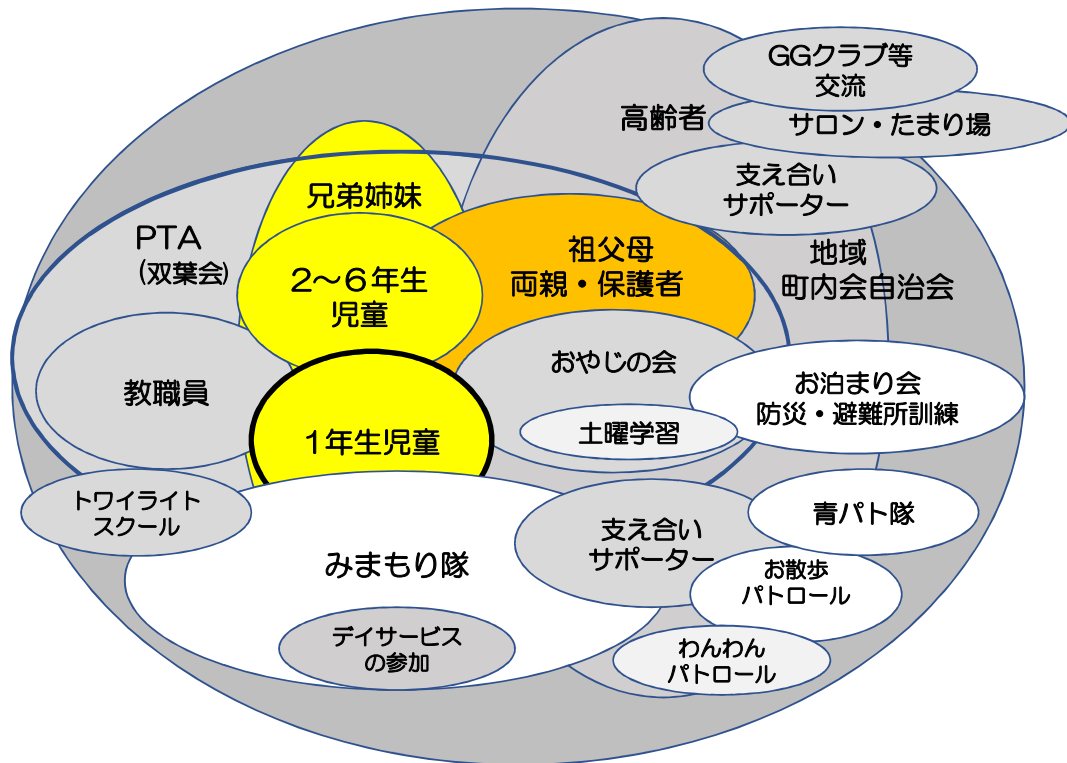 GGクラブ等
交流
高齢者
サロン・たまり場
支え合い
サポーター
兄弟姉妹
PTA
(双葉会)
祖父母
両親・保護者
地域
町内会自治会
2~6年生
児童
おやじの会
教職員
お泊まり会
防災・避難所訓練
土曜学習
1年生児童
トワイライト
スクール
支え合い
サポーター
青パト隊
みまもり隊
お散歩
パトロール
デイサービス
の参加
わんわん
パトロール